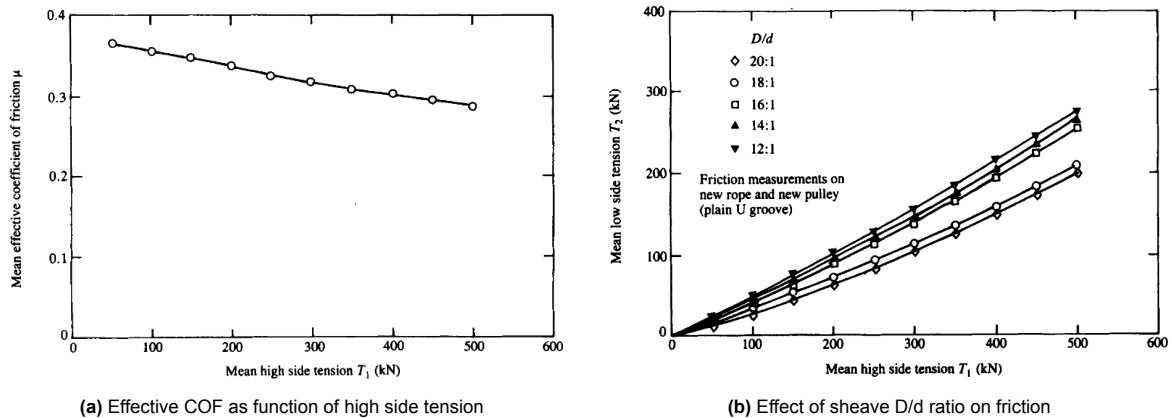 0.4
0.3
0.2
0.1
0
0 100 200 300 400 500 600
Mean effective coefficient of friction μ
Mean high side tension T₁ (kN)
(a) Effective COF as function of high side tension
400
300
200
100
0
0 100 200 300 400 500 600
Mean low side tension T₂ (kN)
D/d
20:1
18:1
16:1
14:1
12:1
Friction measurements on
new rope and new pulley
(plain U groove)
Mean high side tension T₁ (kN)
(b) Effect of sheave D/d ratio on friction